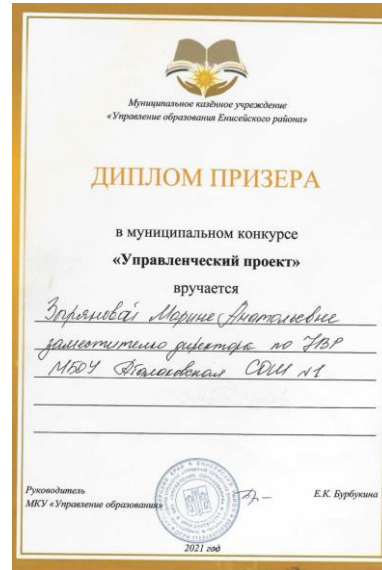 Муниципальное казённое учреждение
«Управление образования Енисейского района»
ДИПЛОМ ПРИЗЕРА
в муниципальном конкурсе
«Управленческий проект»
вручается
Зыряновой Марине Анатольевне
заместителю директора по УВР
МБОУ СОШ №1
Руководитель
МКУ «Управление образования»
Е.К. Бурбукина
2021 год